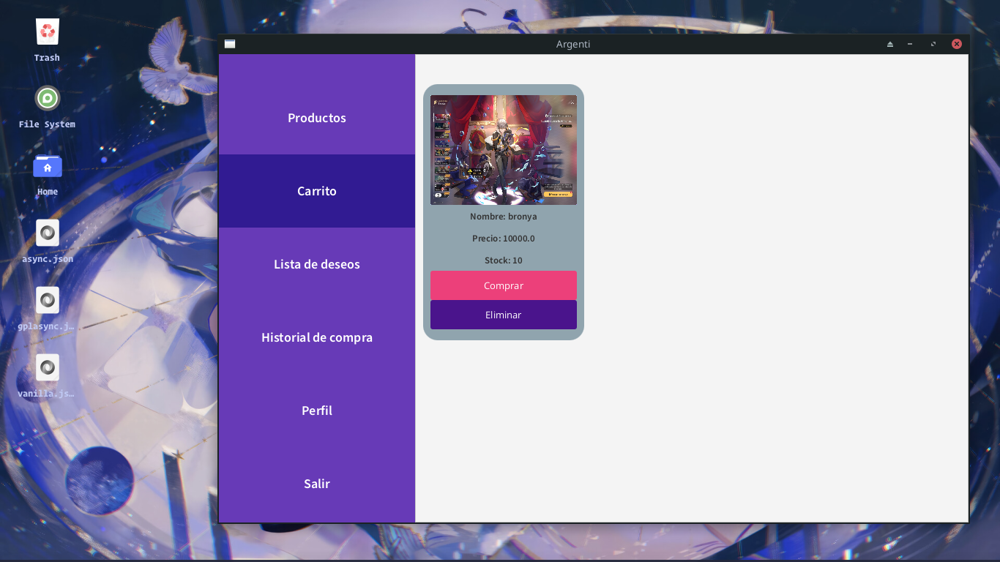 Trash
File System
Home
async.json
gplasync.j…
vanilla.js…
Argenti
Productos
Carrito
Lista de deseos
Historial de compra
Perfil
Salir
Nombre: bronya
Precio: 10000.0
Stock: 10
Comprar
Eliminar